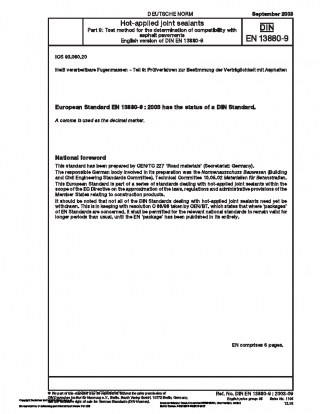 DEUTSCHE NORM
September 2003
Hot-applied joint sealants
Part 9: Test method for the determination of compatibility with
asphalt pavements
English version of DIN EN 13880-9
DIN
EN 13880-9
ICS 93.080.20
Heiß verarbeitbare Fugenmassen – Teil 9: Prüfverfahren zur Bestimmung der Verträglichkeit mit Asphalten
European Standard EN 13880-9 : 2003 has the status of a DIN Standard.
A comma is used as the decimal marker.
National foreword
This standard has been prepared by CEN/TC 227 'Road materials' (Secretariat: Germany).
The responsible German body involved in its preparation was the Normenausschuss Bauwesen (Building
and Civil Engineering Standards Committee), Technical Committee 10.06.02 Materialien für Betonstraßen.
This European Standard is part of a series of standards dealing with hot-applied joint sealants within the
scope of the EC Directive on the approximation of the laws, regulations and administrative provisions of the
Member States relating to construction products.
It should be noted that not all of the DIN Standards dealing with hot-applied joint sealants need yet be
withdrawn. This is in keeping with resolution C 68/98 taken by CEN/BT, which states that where 'packages'
of EN Standards are concerned, it shall be permitted for the relevant national standards to remain valid for
longer periods than usual, until the EN 'package' has been published in its entirety.
EN comprises 6 pages.
Ref. No. DIN EN 13880-9 : 2003-09
English price group 06